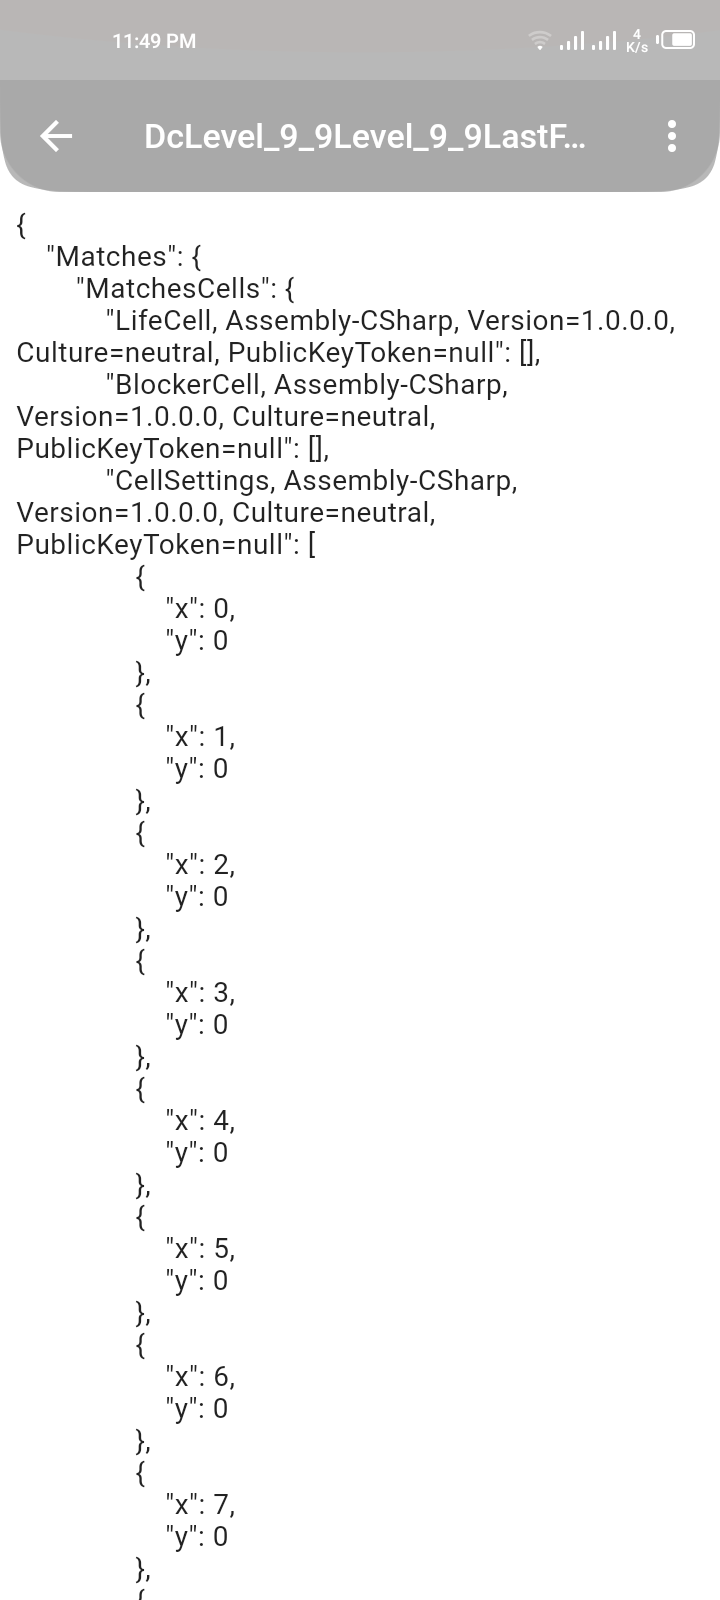 11:49 PM
4
K/s
DcLevel_9_9Level_9_9LastF...
{
"Matches": {
"MatchesCells": {
"LifeCell, Assembly-CSharp, Version=1.0.0.0,
Culture=neutral, PublicKeyToken=null": [],
"BlockerCell, Assembly-CSharp,
Version=1.0.0.0, Culture=neutral,
PublicKeyToken=null": [],
"CellSettings, Assembly-CSharp,
Version=1.0.0.0, Culture=neutral,
PublicKeyToken=null": [
{
"x": 0,
"y": 0
},
{
"x": 1,
"y": 0
},
{
"x": 2,
"y": 0
},
{
"x": 3,
"y": 0
},
{
"x": 4,
"y": 0
},
{
"x": 5,
"y": 0
},
{
"x": 6,
"y": 0
},
{
"x": 7,
"y": 0
},
{